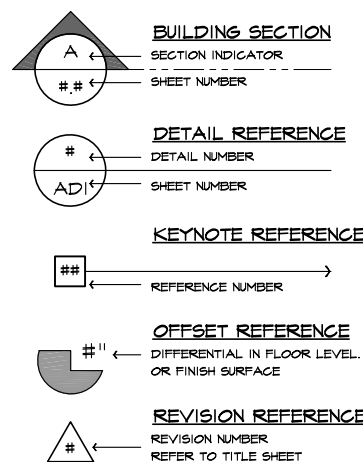 BUILDING SECTION
A
SECTION INDICATOR
#.#
SHEET NUMBER
DETAIL REFERENCE
#
DETAIL NUMBER
AD1
SHEET NUMBER
KEYNOTE REFERENCE
##
REFERENCE NUMBER
OFFSET REFERENCE
#"
DIFFERENTIAL IN FLOOR LEVEL.
OR FINISH SURFACE
REVISION REFERENCE
REVISION NUMBER
#
REFER TO TITLE SHEET